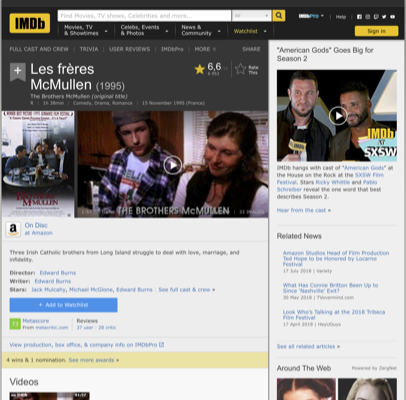 IMDb
Find Movies, TV shows, Celebrities and more...
All
IMDbPro
Help
Movies, TV
& Showtimes
Celebs, Events
& Photos
News &
Community
Watchlist
Sign in
FULL CAST AND CREW | TRIVIA | USER REVIEWS | IMDbPro | MORE
SHARE
Les frères
McMullen (1995)
The Brothers McMullen (original title)
R | 1h 38min | Comedy, Drama, Romance | 15 November 1995 (France)
6,6
Rate
This
McMULLEN
THE BROTHERS McMULLEN
On Disc
at Amazon
Three Irish Catholic brothers from Long Island struggle to deal with love, marriage, and
infidelity.
Director: Edward Burns
Writer: Edward Burns
Stars: Jack Mulcahy, Michael McGlone, Edward Burns | See full cast & crew »
+ Add to Watchlist
Metascore
From metacritic.com
Reviews
37 user | 28 critic
View production, box office, & company info on IMDbPro
4 wins & 1 nomination. See more awards »
Videos
"American Gods" Goes Big for
Season 2
IMDb
at
SXSW
IMDb hangs with cast of "American Gods" at
the House on the Rock at the SXSW Film
Festival. Stars Ricky Whittle and Pablo
Schreiber reveal the one word that best
describes Season 2.
Hear from the cast »
Related News
Amazon Studios Head of Film Production
Ted Hope to be Honored by Locarno
Festival
17 July 2018 | Variety
What Has Connie Britton Been Up to
Since 'Nashville' Exit?
30 May 2018 | TVovermind.com
Look Who's Talking at the 2018 Tribeca
Film Festival
17 April 2018 | HeyUGuys
See all related articles »
Around The Web
Powered by ZergNet